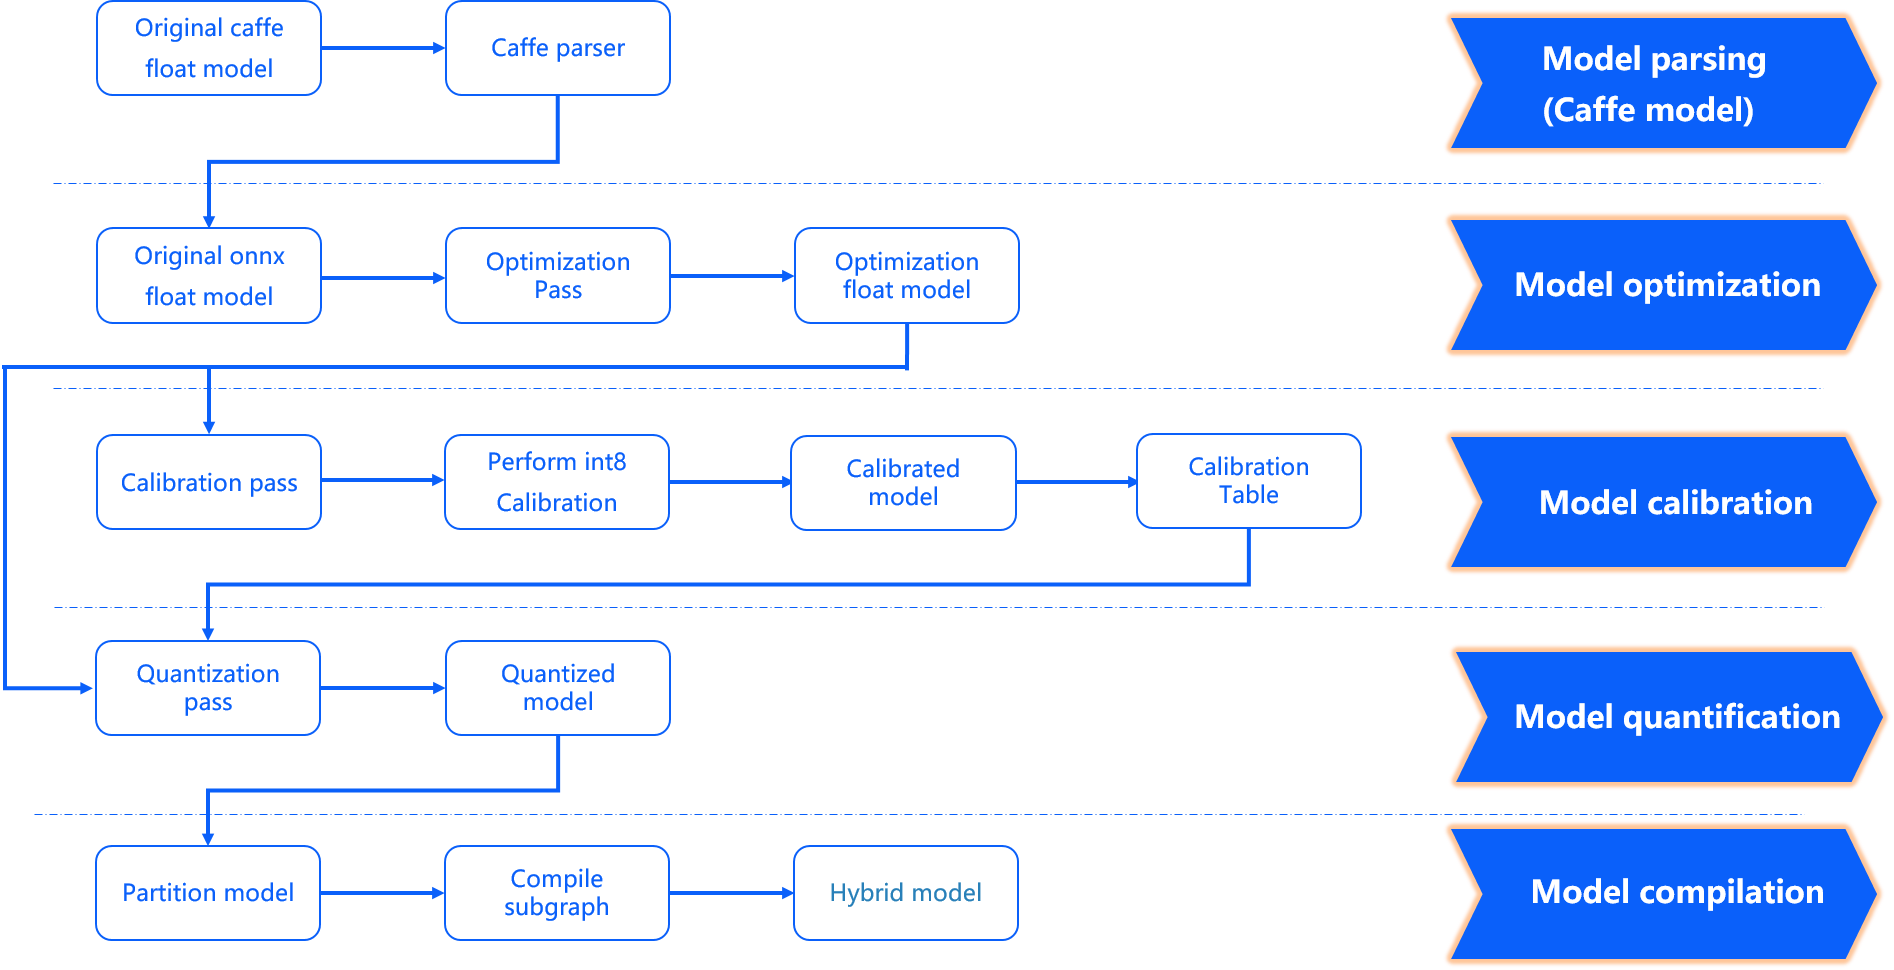 Original caffe
float model
Caffe parser
Model parsing
(Caffe model)
Original onnx
float model
Optimization
Pass
Optimization
float model
Model optimization
Calibration pass
Perform int8
Calibration
Calibrated
model
Calibration
Table
Model calibration
Quantization
pass
Quantized
model
Model quantification
Partition model
Compile
subgraph
Hybrid model
Model compilation